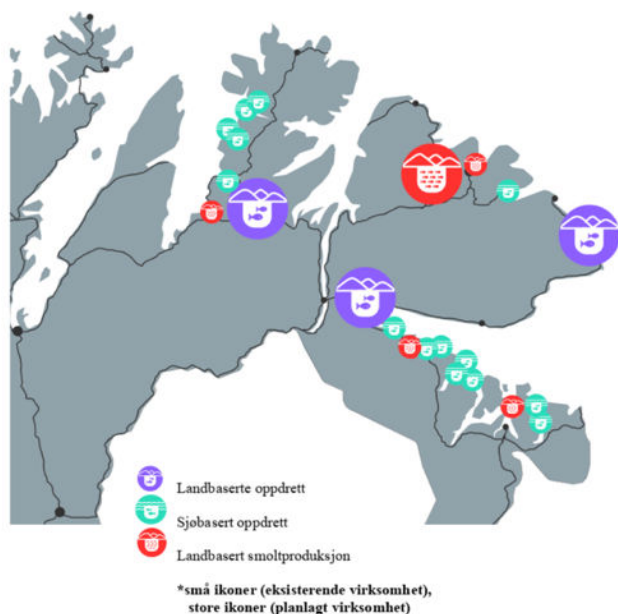 Landbaserte oppdrett
Sjøbasert oppdrett
Landbasert smoltproduksjon
*små ikoner (eksisterende virksomhet),
store ikoner (planlagt virksomhet)